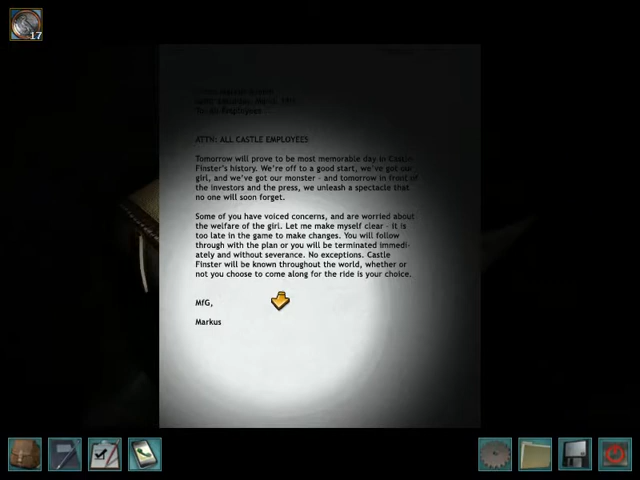 17
To: All Employees
ATTN: ALL CASTLE EMPLOYEES
Tomorrow will prove to be most memorable day in Castle
Finster's history. We're off to a good start, we've got our
girl, and we've got our monster - and tomorrow in front of
the investors and the press, we unleash a spectacle that
no one will soon forget.
Some of you have voiced concerns, and are worried about
the welfare of the girl. Let me make myself clear - it is
too late in the game to make changes. You will follow
through with the plan or you will be terminated immedi-
ately and without severance. No exceptions. Castle
Finster will be known throughout the world, whether or
not you choose to come along for the ride is your choice.
MfG,
Markus